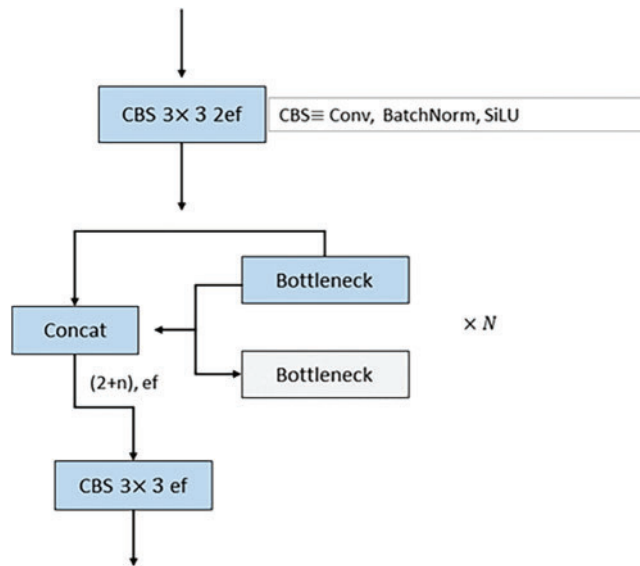 CBS 3× 3 2ef
CBS≡ Conv, BatchNorm, SiLU
Bottleneck
Concat
× N
Bottleneck
(2+n), ef
CBS 3× 3 ef